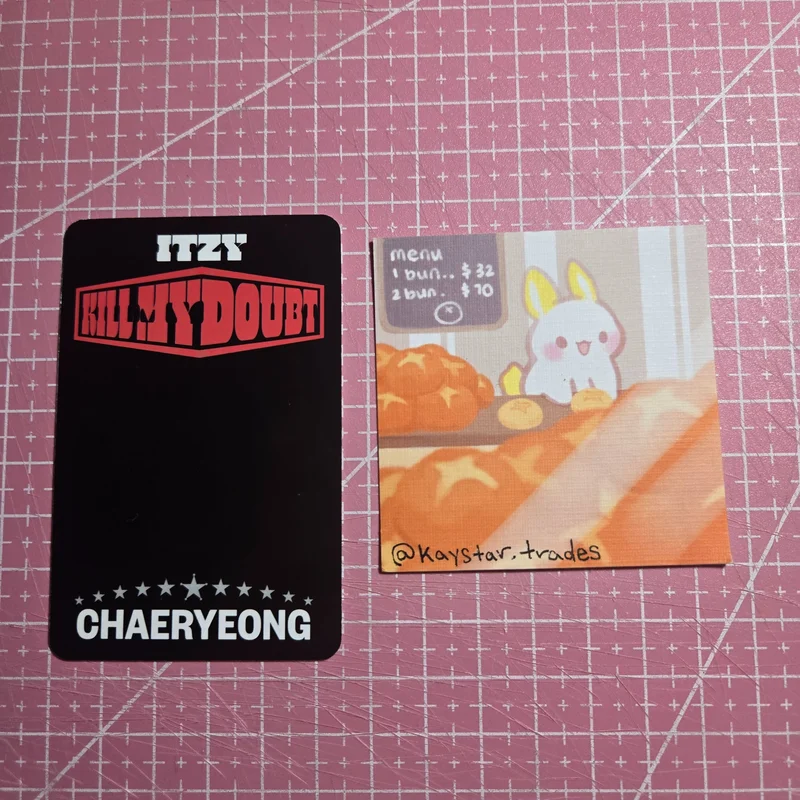 ITZY
KILL MY DOUBT
CHAERYEONG
menu
1 bun.. $32
2 bun. $70
@kaystar.trades